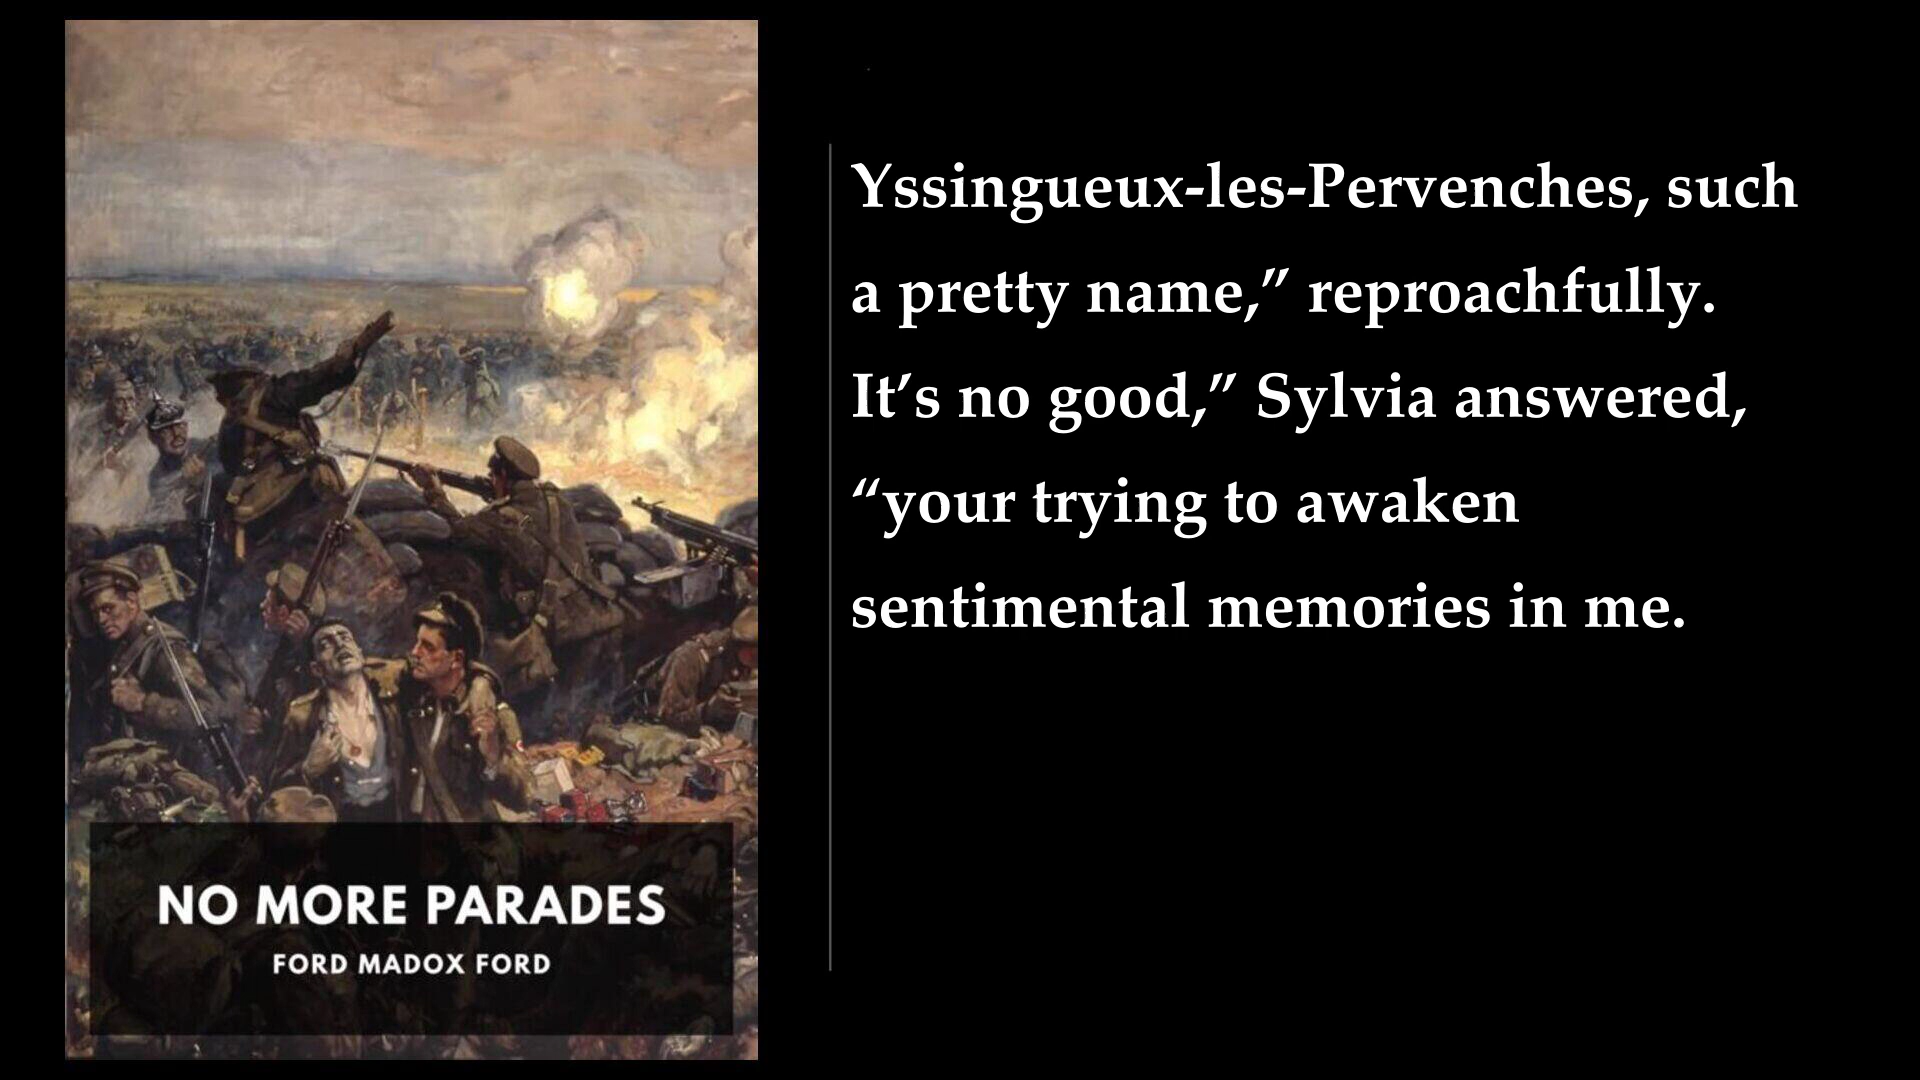 Yssingueux-les-Pervenches, such
a pretty name,” reproachfully.
It’s no good,” Sylvia answered,
“your trying to awaken
sentimental memories in me.
NO MORE PARADES
FORD MADOX FORD